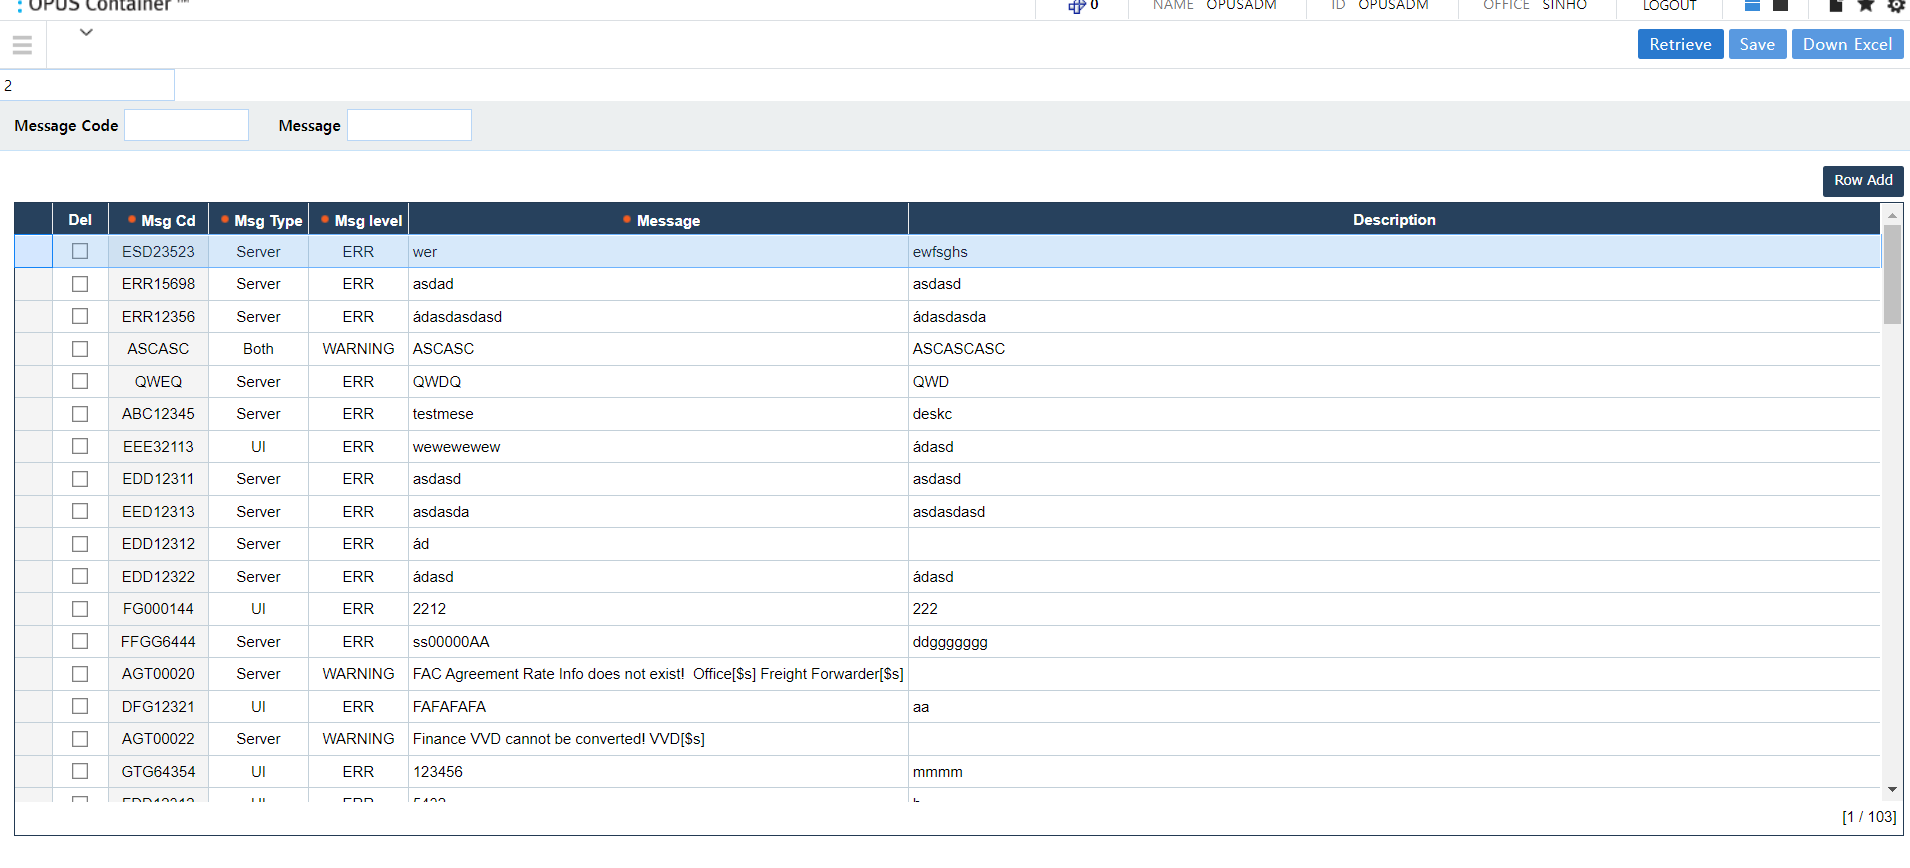 OPUS Container ™
0
NAME OPUSADM
ID OPUSADM
OFFICE SINHO
LOGOUT
Retrieve Save Down Excel
2
Message Code Message
Row Add
Del Msg Cd Msg Type Msg level Message Description
ESD23523 Server ERR wer ewfsghs
ERR15698 Server ERR asdad asdasd
ERR12356 Server ERR ádasdasdasd ádasdasda
ASCASC Both WARNING ASCASC ASCASCASC
QWEQ Server ERR QWDQ QWD
ABC12345 Server ERR testmese deskc
EEE32113 UI ERR wewewewew ádasd
EDD12311 Server ERR asdasd asdasd
EED12313 Server ERR asdasda asdasdasd
EDD12312 Server ERR ád
EDD12322 Server ERR ádasd ádasd
FG000144 UI ERR 2212 222
FFGG6444 Server ERR ss00000AA ddggggggg
AGT00020 Server WARNING FAC Agreement Rate Info does not exist! Office[$s] Freight Forwarder[$s]
DFG12321 UI ERR FAFAFAFA aa
AGT00022 Server WARNING Finance VVD cannot be converted! VVD[$s]
GTG64354 UI ERR 123456 mmmm
UI ERR
[1 / 103]